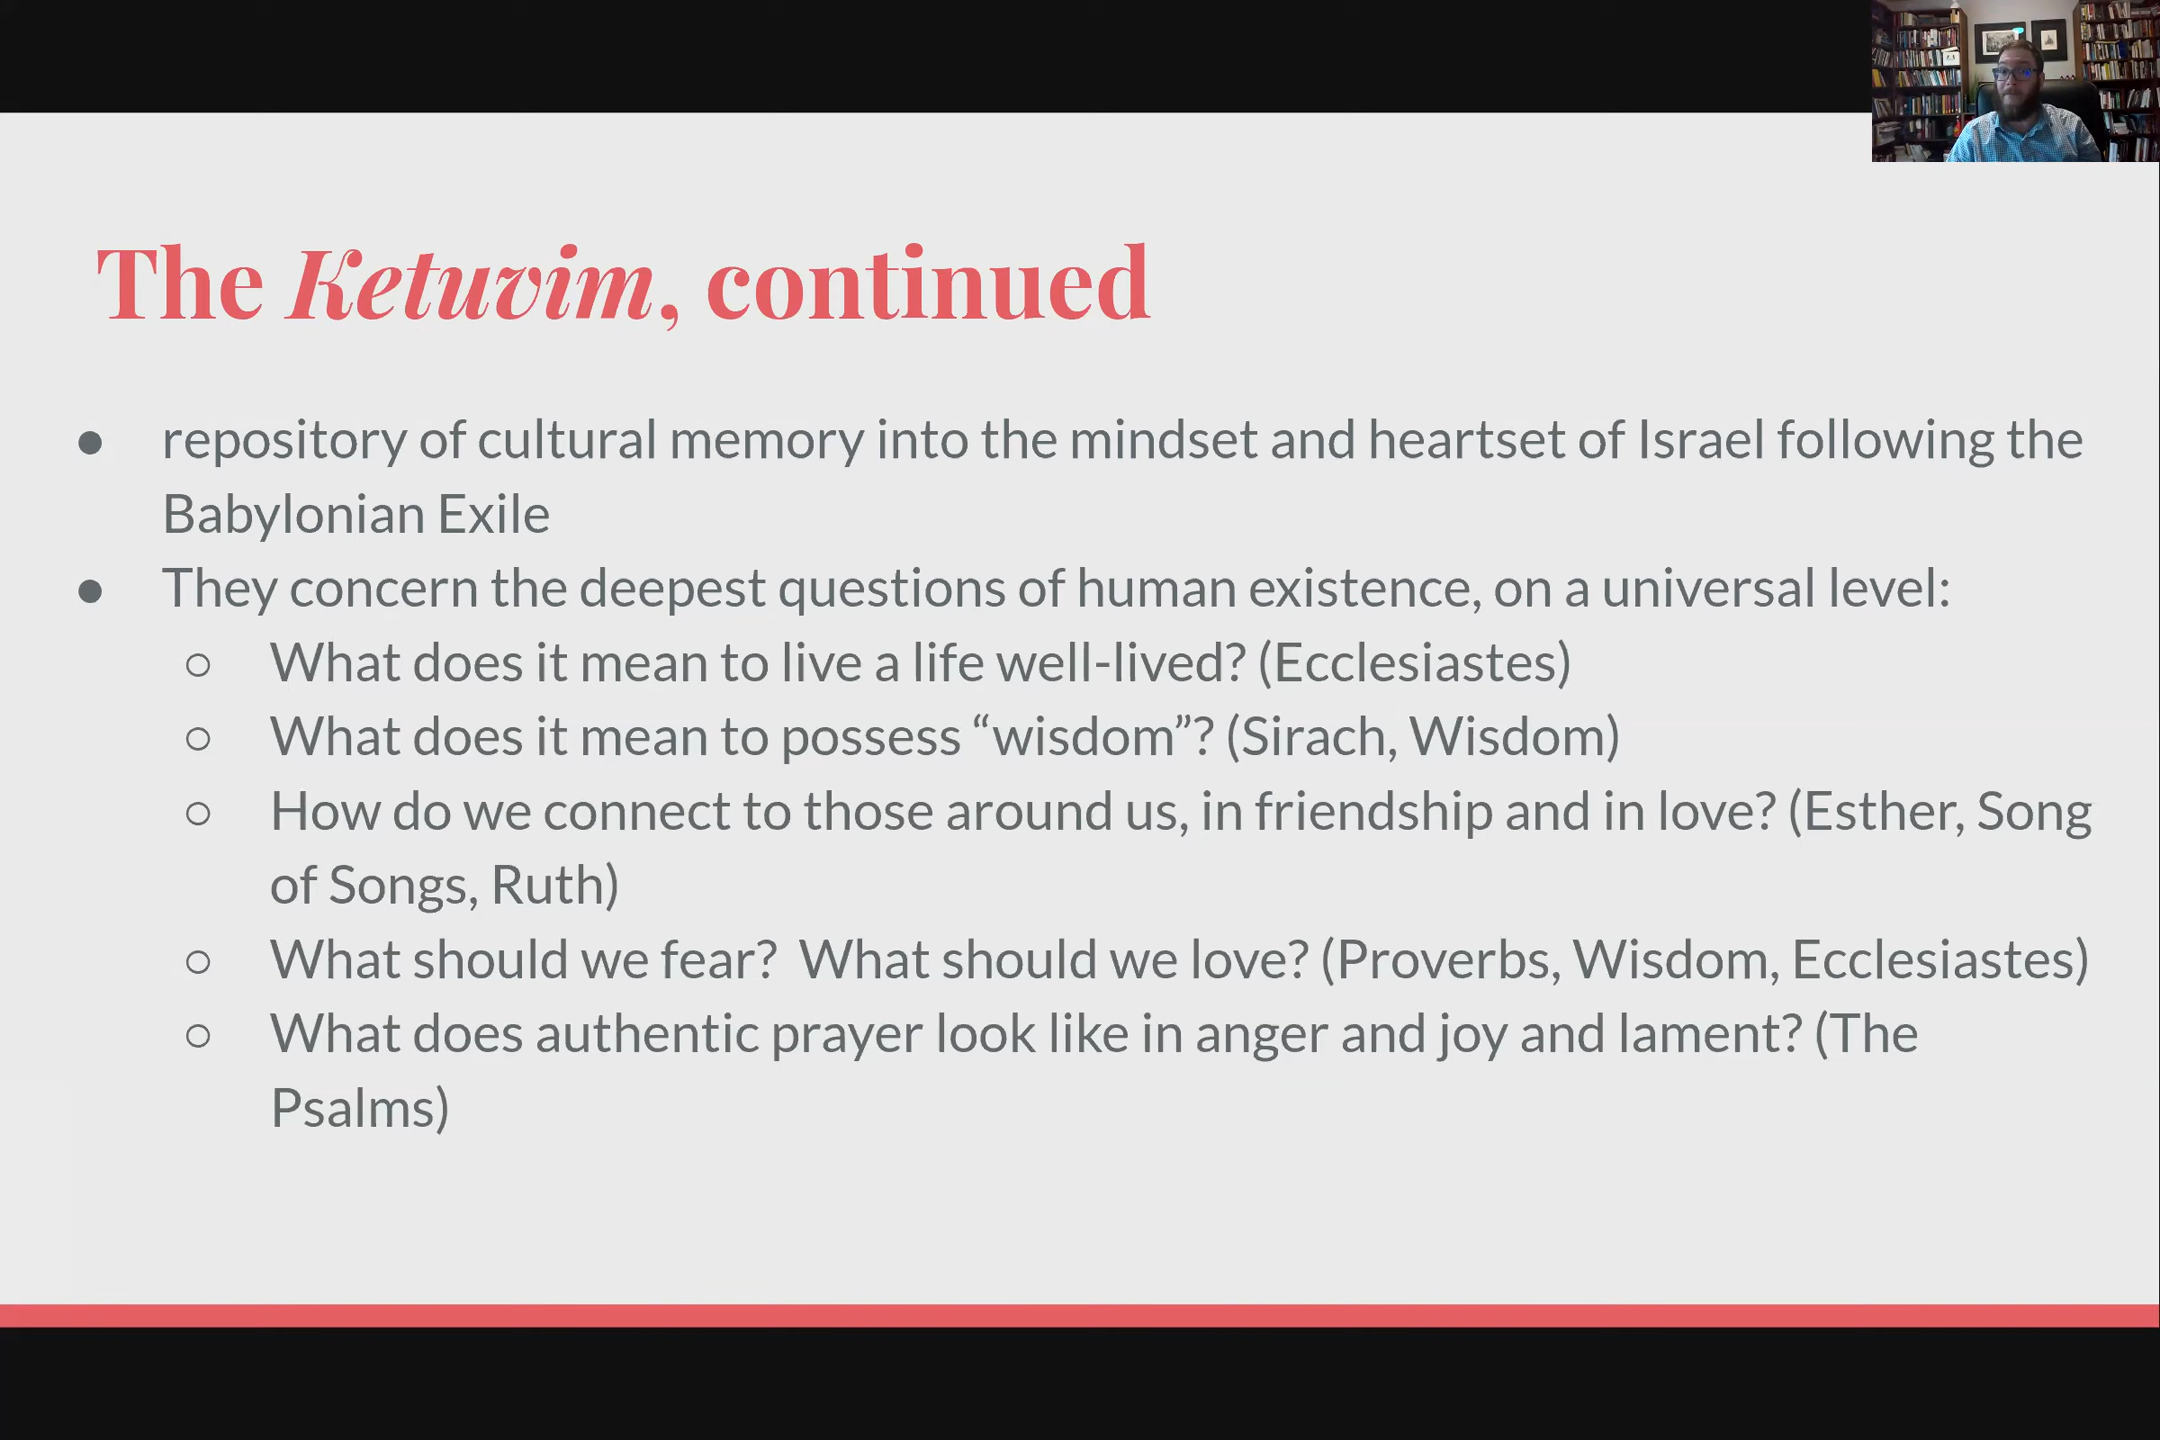 The Ketuvim, continued
● repository of cultural memory into the mindset and heartset of Israel following the
Babylonian Exile
● They concern the deepest questions of human existence, on a universal level:
○ What does it mean to live a life well-lived? (Ecclesiastes)
○ What does it mean to possess “wisdom”? (Sirach, Wisdom)
○ How do we connect to those around us, in friendship and in love? (Esther, Song
of Songs, Ruth)
○ What should we fear?  What should we love? (Proverbs, Wisdom, Ecclesiastes)
○ What does authentic prayer look like in anger and joy and lament? (The
Psalms)